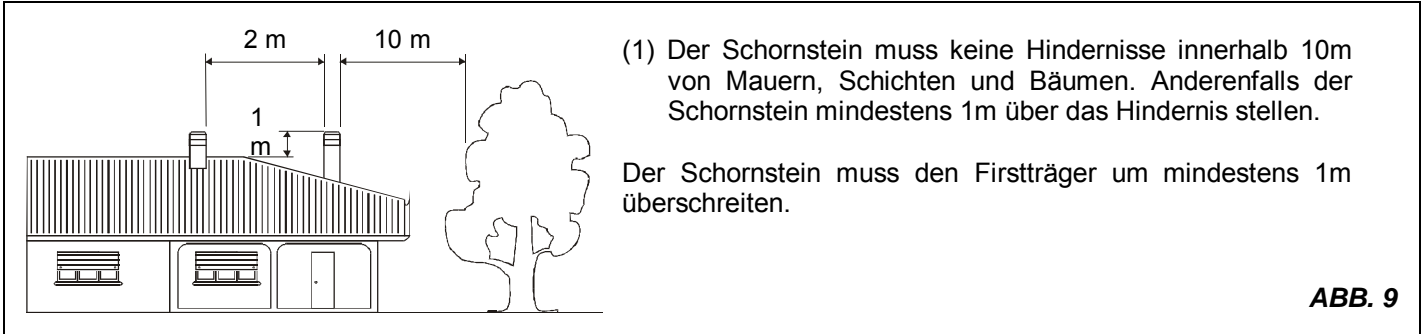 2 m
10 m
1
m
(1) Der Schornstein muss keine Hindernisse innerhalb 10m
von Mauern, Schichten und Bäumen. Anderenfalls der
Schornstein mindestens 1m über das Hindernis stellen.
Der Schornstein muss den Firstträger um mindestens 1m
überschreiten.
ABB. 9